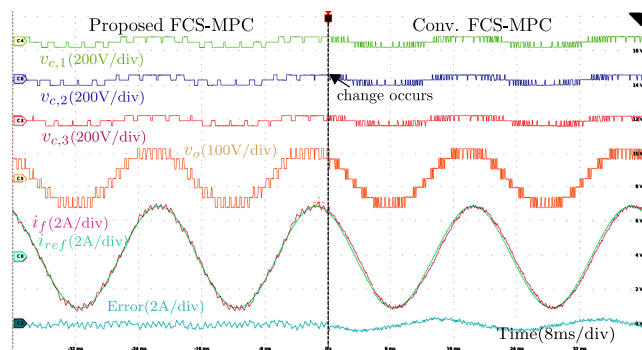 Proposed FCS-MPC Conv. FCS-MPC
v_{c,1}(200V/div)
v_{c,2}(200V/div)
change occurs
v_{c,3}(200V/div)
v_o(100V/div)
i_f(2A/div)
i_{ref}(2A/div)
Error(2A/div)
Time(8ms/div)